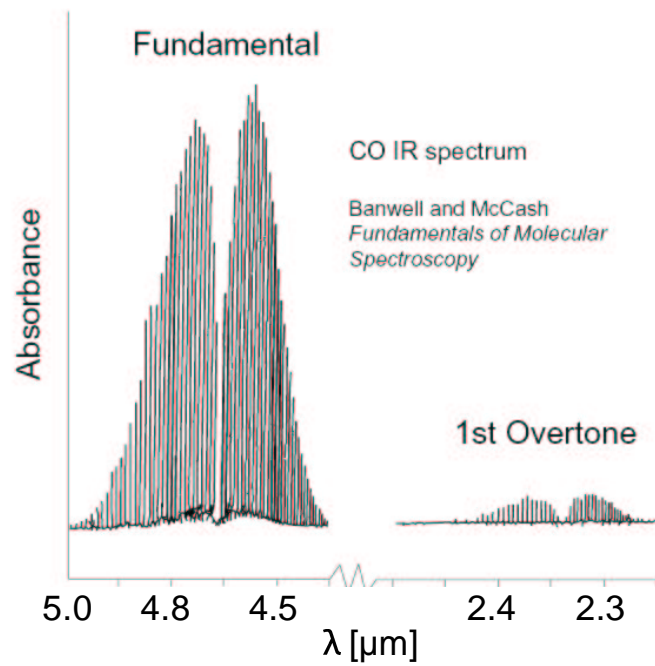 Fundamental
CO IR spectrum
Banwell and McCash
Fundamentals of Molecular
Spectroscopy
Absorbance
1st Overtone
5.0 4.8 4.5 2.4 2.3
λ [μm]